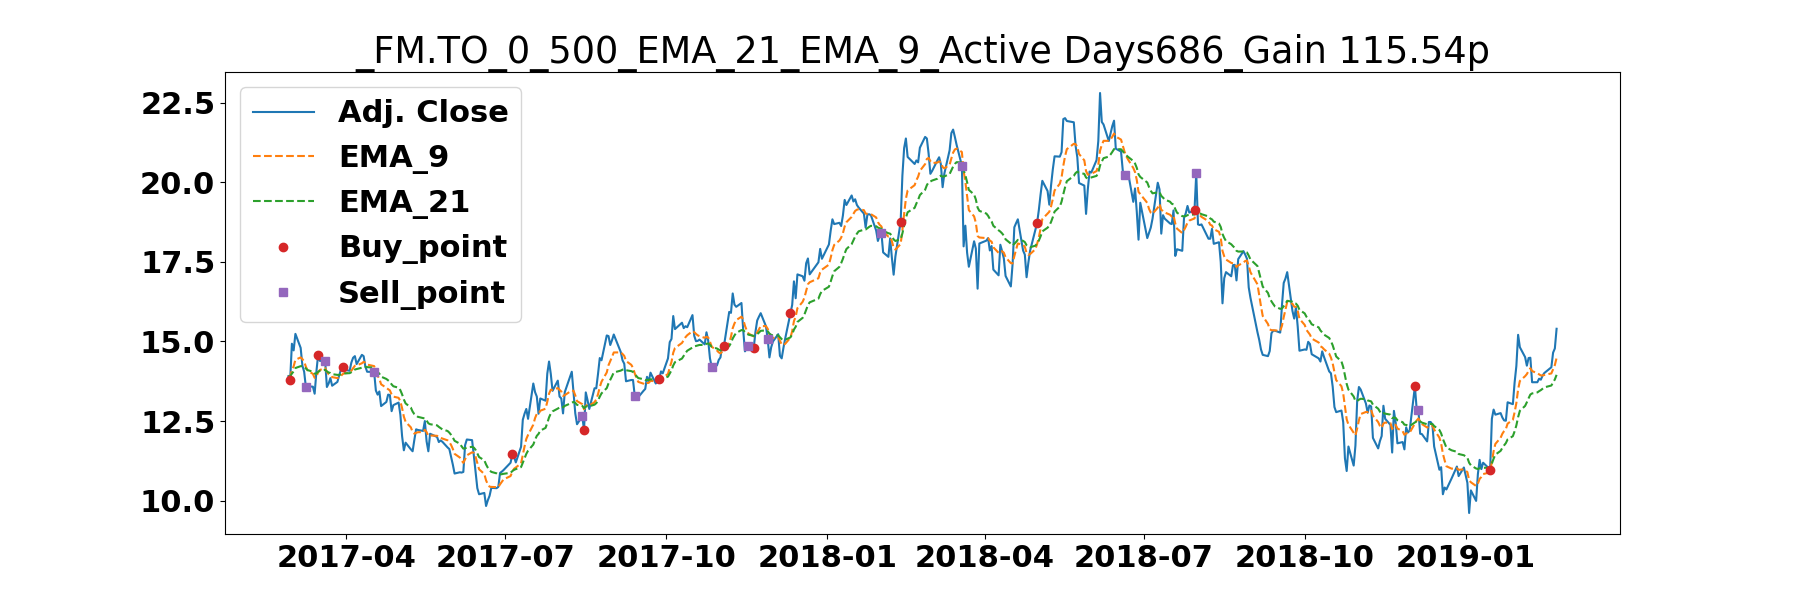 _FM.TO_0_500_EMA_21_EMA_9_Active Days686_Gain 115.54p
22.5
20.0
17.5
15.0
12.5
10.0
Adj. Close
EMA_9
EMA_21
Buy_point
Sell_point
2017-04 2017-07 2017-10 2018-01 2018-04 2018-07 2018-10 2019-01